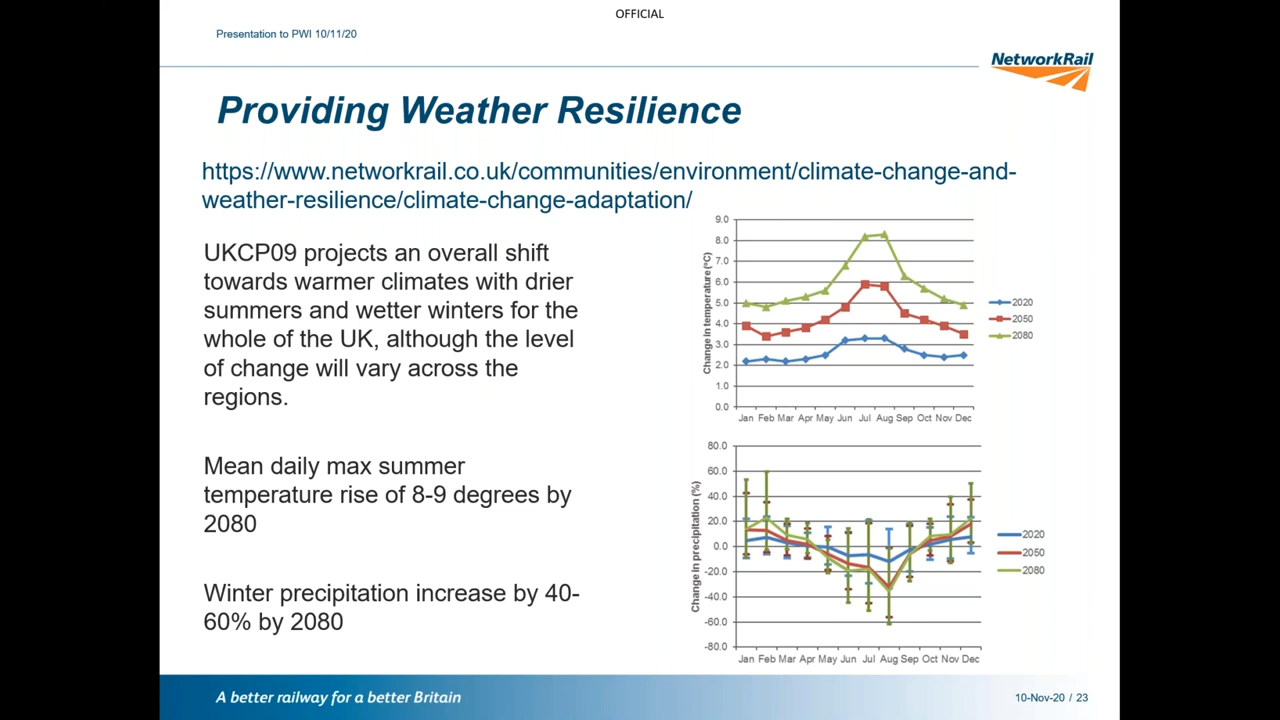 OFFICIAL
Presentation to PWI 10/11/20
NetworkRail
Providing Weather Resilience
https://www.networkrail.co.uk/communities/environment/climate-change-and-
weather-resilience/climate-change-adaptation/
UKCP09 projects an overall shift
towards warmer climates with drier
summers and wetter winters for the
whole of the UK, although the level
of change will vary across the
regions.
Mean daily max summer
temperature rise of 8-9 degrees by
2080
Winter precipitation increase by 40-
60% by 2080
Change in temperature (°C)
9.0
8.0
7.0
6.0
5.0
4.0
3.0
2.0
1.0
0.0
Jan Feb Mar Apr May Jun Jul Aug Sep Oct Nov Dec
2020
2050
2080
Change in precipitation (%)
80.0
60.0
40.0
20.0
0.0
-20.0
-40.0
-60.0
-80.0
Jan Feb Mar Apr May Jun Jul Aug Sep Oct Nov Dec
2020
2050
2080
A better railway for a better Britain
10-Nov-20 / 23